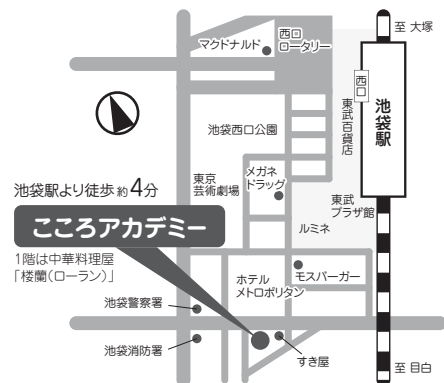 至 大塚
マクドナルド
西口
ロータリー
西口
池袋駅
東武百貨店
池袋西口公園
東京
芸術劇場
メガネ
ドラッグ
東武
プラザ館
ルミネ
池袋駅より徒歩約4分
こころアカデミー
1階は中華料理屋
「楼蘭(ローラン)」
ホテル
メトロポリタン
モスバーガー
池袋警察署
池袋消防署
すき屋
至 目白